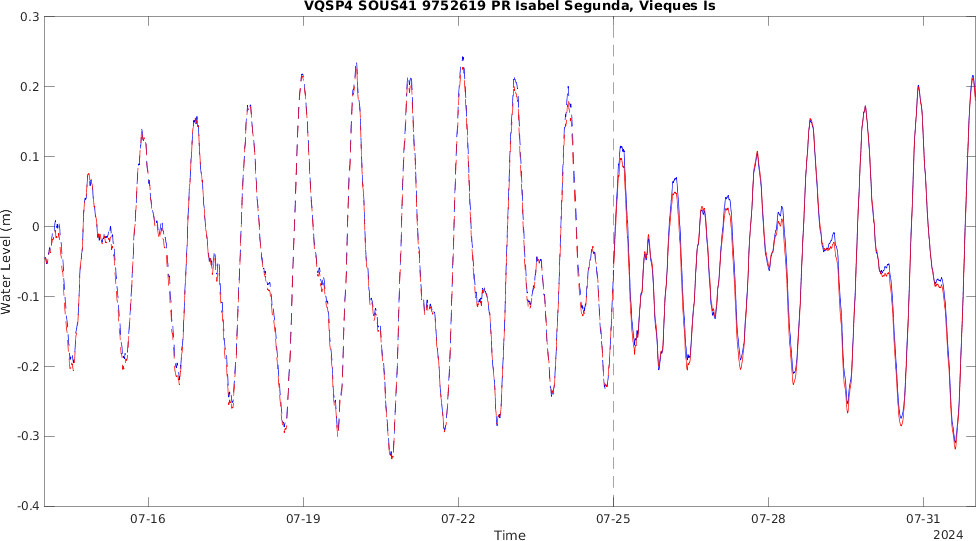 VQSP4 SOUS41 9752619 PR Isabel Segunda, Vieques Is
0.3
0.2
0.1
0
-0.1
-0.2
-0.3
-0.4
Water Level (m)
07-16 07-19 07-22 07-25 07-28 07-31
Time
2024